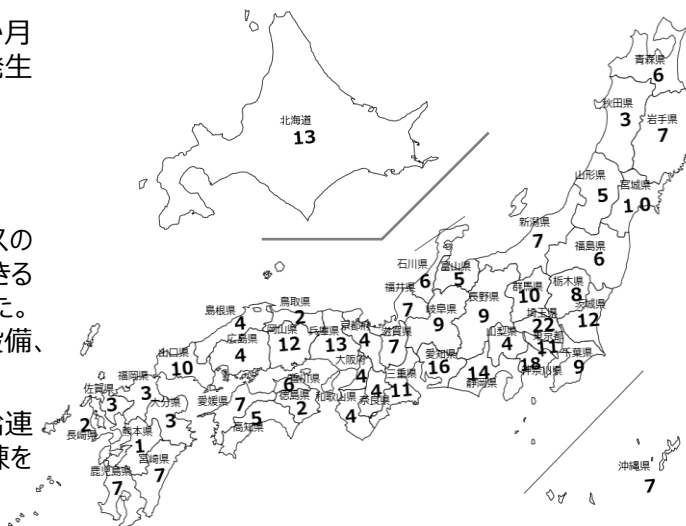 か月
発生
スの
きる
た。
備、
連
東を
北海道
13
青森県
6
秋田県
3
岩手県
7
山形県
5
宮城県
10
新潟県
7
福島県
6
石川県
6
富山県
5
福井県
7
岐阜県
9
長野県
9
群馬県
10
栃木県
8
茨城県
12
埼玉県
22
東京都
11
千葉県
9
神奈川県
18
山梨県
4
静岡県
14
愛知県
16
三重県
11
滋賀県
7
京都府
4
大阪府
4
奈良県
4
和歌山県
4
兵庫県
13
鳥取県
2
島根県
4
岡山県
12
広島県
4
山口県
10
香川県
6
徳島県
2
愛媛県
7
高知県
5
福岡県
3
佐賀県
3
長崎県
2
大分県
3
熊本県
1
宮崎県
7
鹿児島県
7
沖縄県
7